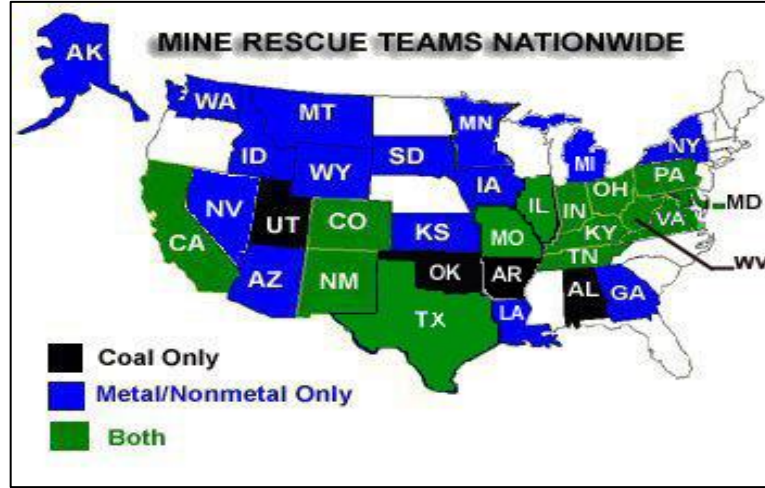 MINE RESCUE TEAMS NATIONWIDE
AK
WA
MT
MN
ID
SD
WY
MI
NY
IA
PA
NV
UT
CO
KS
IL
IN
OH
MD
CA
MO
KY
VA
WV
AZ
NM
OK
AR
TN
TX
LA
AL
GA
Coal Only
Metal/Nonmetal Only
Both